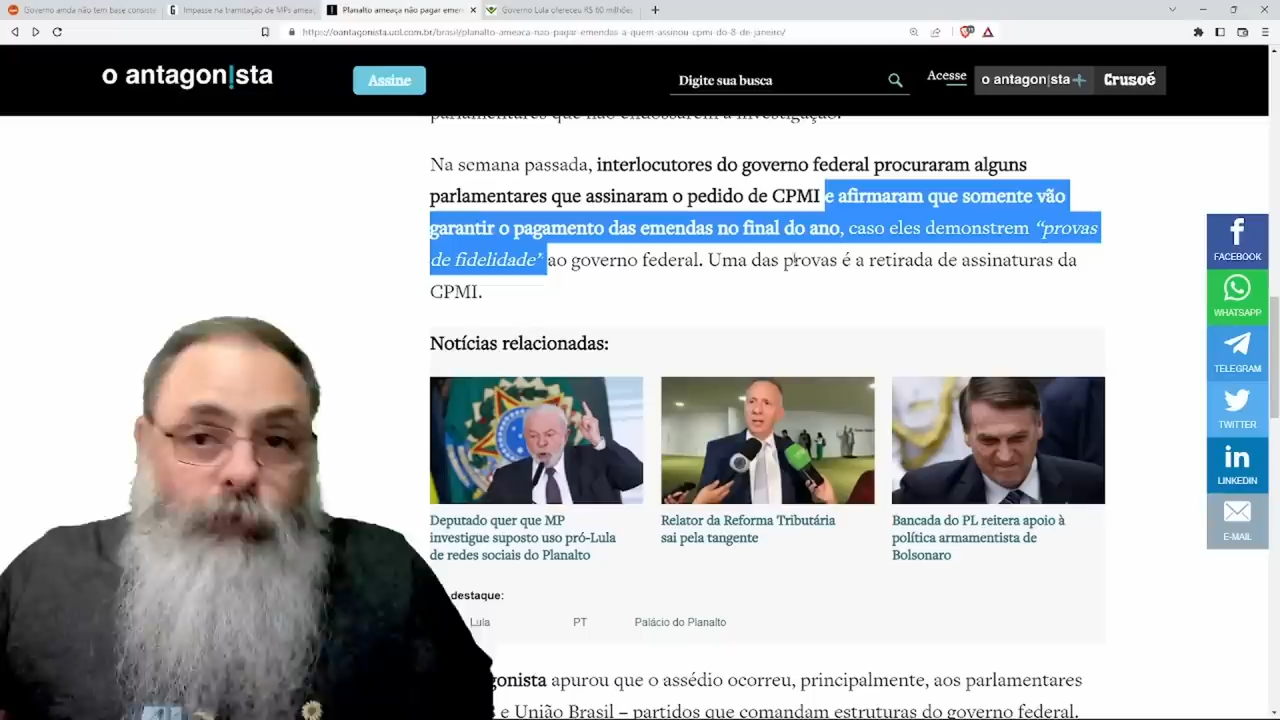 Governo ainda não tem base consiste
Impasse na tramitação de MPs ameaç
Planalto ameaça não pagar emen
Governo Lula ofereceu R$ 60 milhões
https://oantagonista.uol.com.br/brasil/planalto-ameaca-nao-pagar-emendas-a-quem-assinou-cpmi-do-8-de-janeiro/
o antagon!sta
Assine
Digite sua busca
Acesse
o antagon|sta+
Crusoé
parlamentares que não endossarem a investigação.
Na semana passada, interlocutores do governo federal procuraram alguns
parlamentares que assinaram o pedido de CPMI e afirmaram que somente vão
garantir o pagamento das emendas no final do ano, caso eles demonstrem “provas
de fidelidade” ao governo federal. Uma das provas é a retirada de assinaturas da
CPMI.
FACEBOOK
WHATSAPP
TELEGRAM
TWITTER
in
LINKEDIN
E-MAIL
Notícias relacionadas:
Deputado quer que MP
investigue suposto uso pró-Lula
de redes sociais do Planalto
Relator da Reforma Tributária
sai pela tangente
Bancada do PL reitera apoio à
política armamentista de
Bolsonaro
destaque:
Lula
PT
Palácio do Planalto
gonista apurou que o assédio ocorreu, principalmente, aos parlamentares
e União Brasil – partidos que comandam estruturas do governo federal.